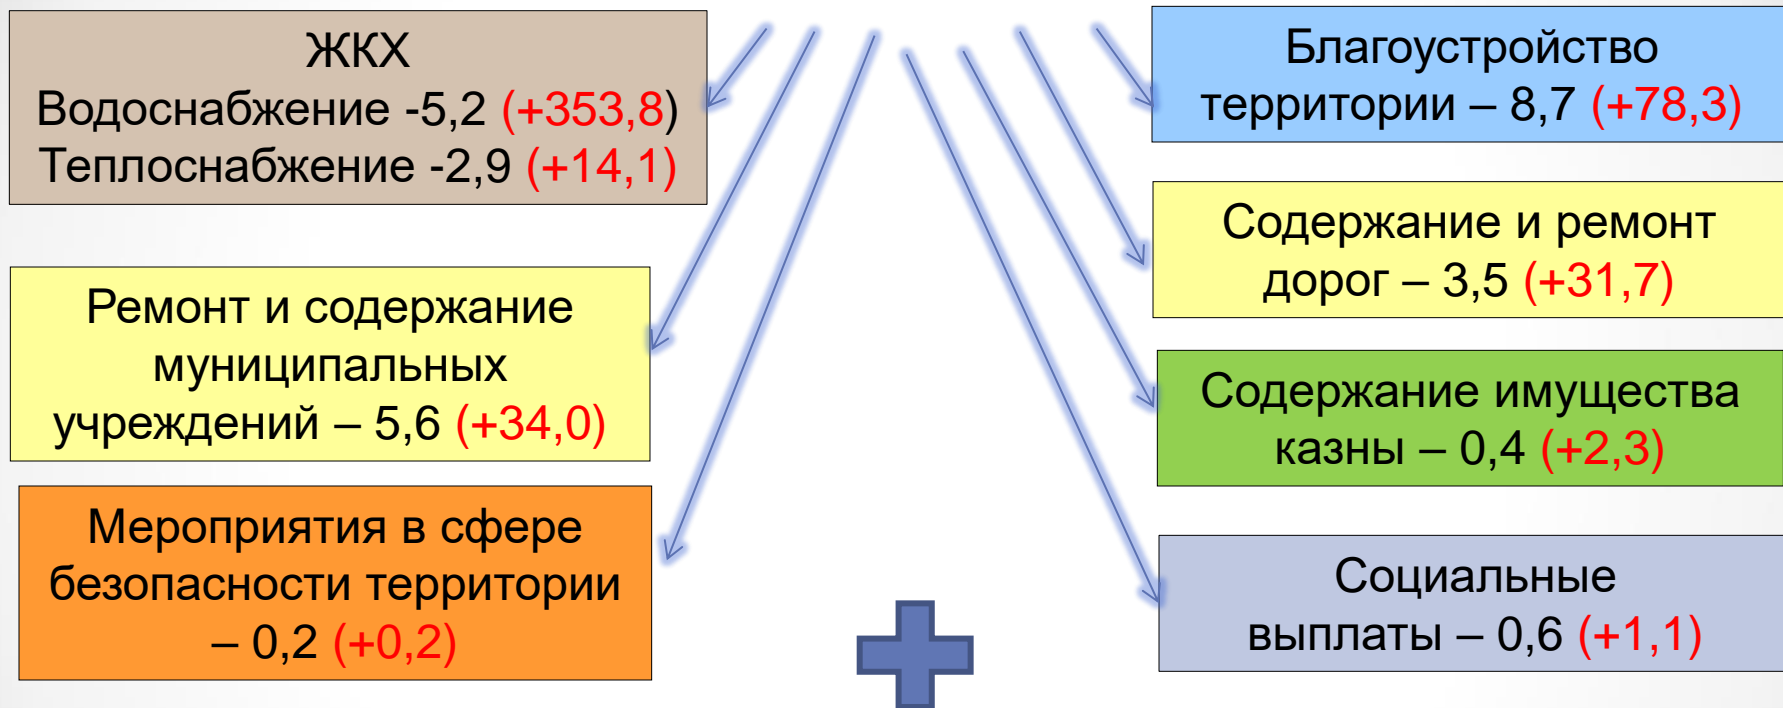 ЖКХ
Водоснабжение -5,2 (+353,8)
Теплоснабжение -2,9 (+14,1)
Ремонт и содержание
муниципальных
учреждений – 5,6 (+34,0)
Мероприятия в сфере
безопасности территории
– 0,2 (+0,2)
Благоустройство
территории – 8,7 (+78,3)
Содержание и ремонт
дорог – 3,5 (+31,7)
Содержание имущества
казны – 0,4 (+2,3)
Социальные
выплаты – 0,6 (+1,1)